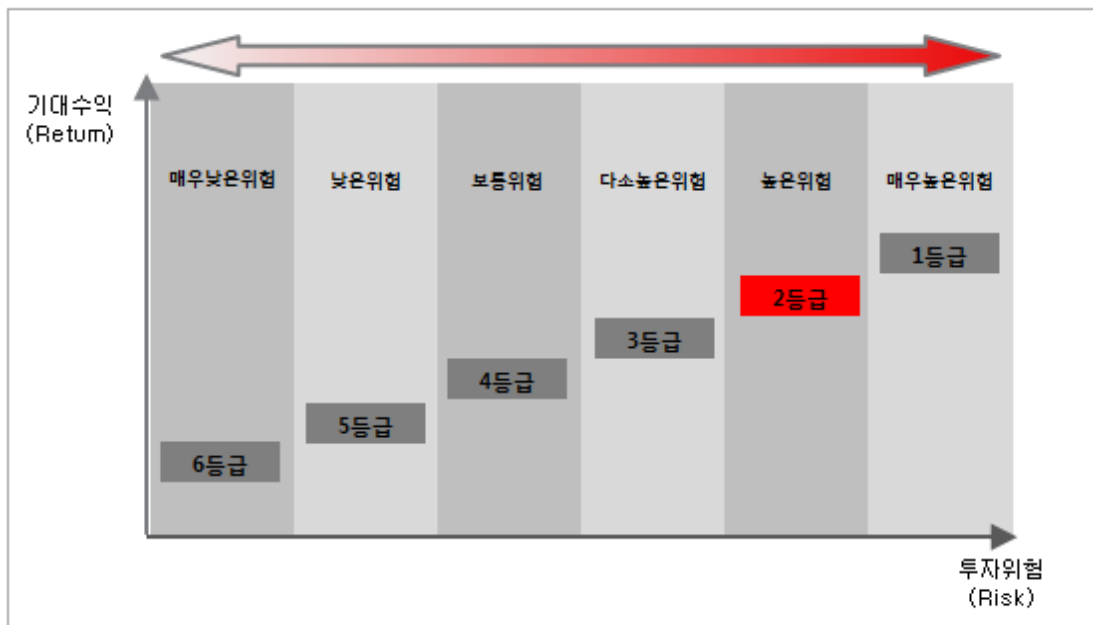 기대수익
(Retum)
매우낮은위험
낮은위험
보통위험
다소높은위험
높은위험
매우높은위험
1등급
2등급
3등급
4등급
5등급
6등급
투자위험
(Risk)